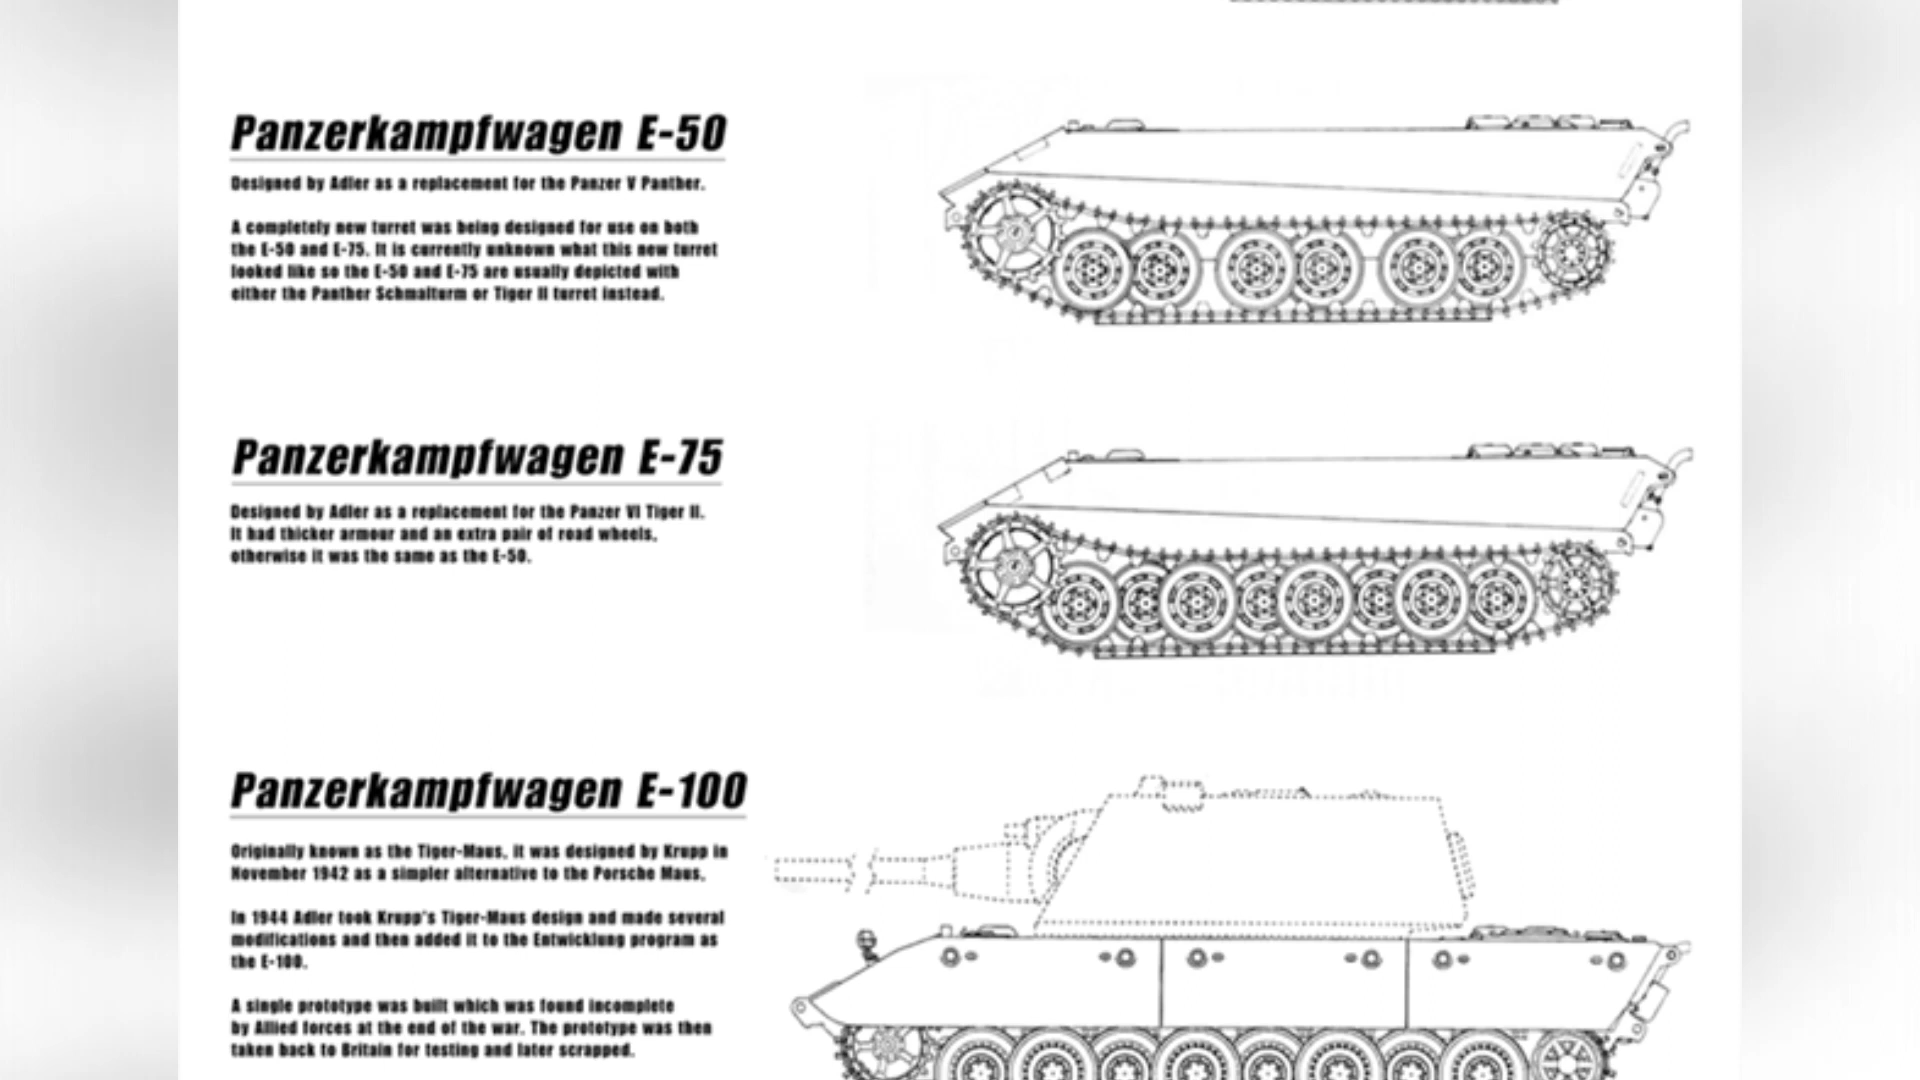 Panzerkampfwagen E-50
Designed by Adler as a replacement for the Panzer V Panther.
A completely new turret was being designed for use on both
the E-50 and E-75. It is currently unknown what this new turret
looked like so the E-50 and E-75 are usually depicted with
either the Panther Schmalturm or Tiger II turret instead.
Panzerkampfwagen E-75
Designed by Adler as a replacement for the Panzer VI Tiger II.
It had thicker armour and an extra pair of road wheels,
otherwise it was the same as the E-50.
Panzerkampfwagen E-100
Originally known as the Tiger-Maus, it was designed by Krupp in
November 1942 as a simpler alternative to the Porsche Maus.
In 1944 Adler took Krupp's Tiger-Maus design and made several
modifications and then added it to the Entwicklung program as
the E-100.
A single prototype was built which was found incomplete
by Allied forces at the end of the war. The prototype was then
taken back to Britain for testing and later scrapped.